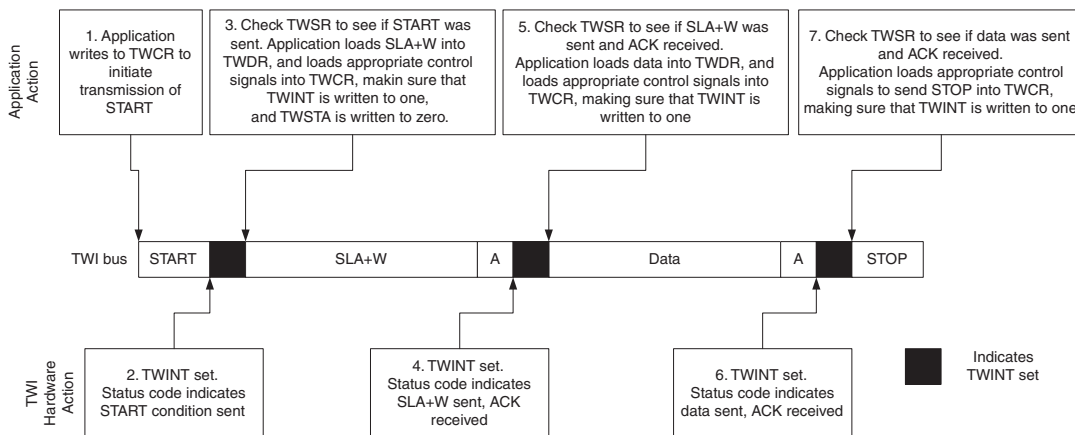 Application
Action
1. Application
writes to TWCR to
initiate
transmission of
START
3. Check TWSR to see if START was
sent. Application loads SLA+W into
TWDR, and loads appropriate control
signals into TWCR, makin sure that
TWINT is written to one,
and TWSTA is written to zero.
5. Check TWSR to see if SLA+W was
sent and ACK received.
Application loads data into TWDR, and
loads appropriate control signals into
TWCR, making sure that TWINT is
written to one
7. Check TWSR to see if data was sent
and ACK received.
Application loads appropriate control
signals to send STOP into TWCR,
making sure that TWINT is written to one
TWI bus
START
SLA+W
A
Data
A
STOP
TWI
Hardware
Action
2. TWINT set.
Status code indicates
START condition sent
4. TWINT set.
Status code indicates
SLA+W sent, ACK
received
6. TWINT set.
Status code indicates
data sent, ACK received
Indicates
TWINT set